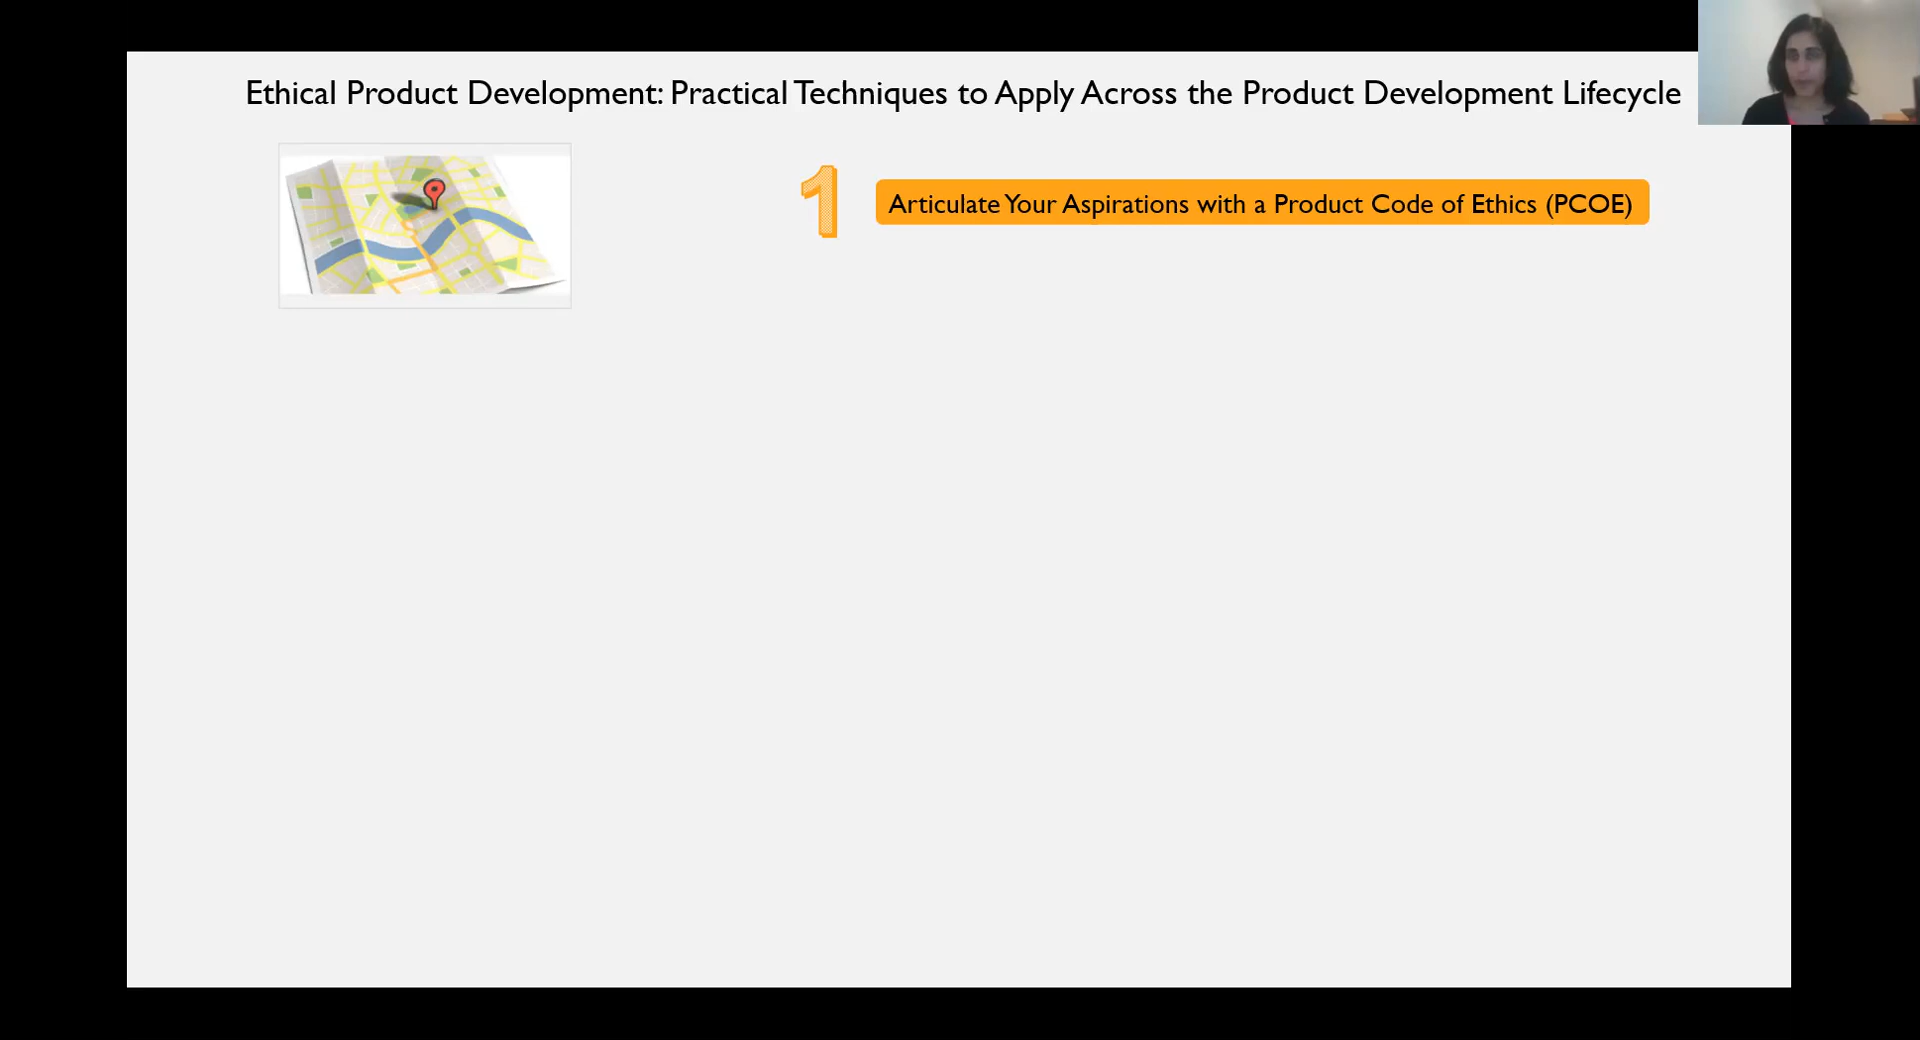 Ethical Product Development: Practical Techniques to Apply Across the Product Development Lifecycle
1
Articulate Your Aspirations with a Product Code of Ethics (PCOE)